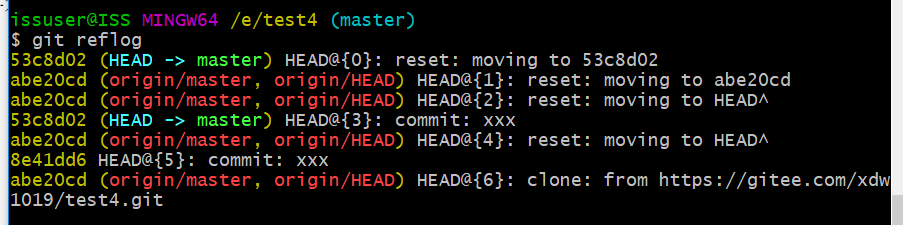 issuser@ISS MINGW64 /e/test4 (master)
$ git reflog
53c8d02 (HEAD -> master) HEAD@{0}: reset: moving to 53c8d02
abe20cd (origin/master, origin/HEAD) HEAD@{1}: reset: moving to abe20cd
abe20cd (origin/master, origin/HEAD) HEAD@{2}: reset: moving to HEAD^
53c8d02 (HEAD -> master) HEAD@{3}: commit: xxx
abe20cd (origin/master, origin/HEAD) HEAD@{4}: reset: moving to HEAD^
8e41dd6 HEAD@{5}: commit: xxx
abe20cd (origin/master, origin/HEAD) HEAD@{6}: clone: from https://gitee.com/xdw
1019/test4.git